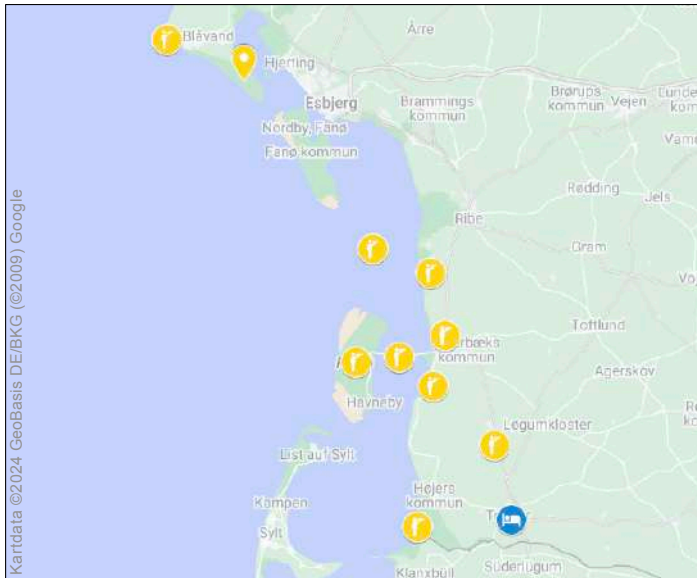 Blåvand
Årre
Hjerting
Esbjerg
Brørups
kommun
Vejen
Brammings
kommun
Nordby, Fanø
Fanø kommun
Rødding
Jels
Ribe
Gram
Toftlund
kommun
Agerskov
Havneby
Løgumkloster
List auf Sylt
Højers
kommun
Kampen
Sylt
Süderlügum
Klanxbüll
Kartdata ©2024 GeoBasis DE/BKG (©2009) Google